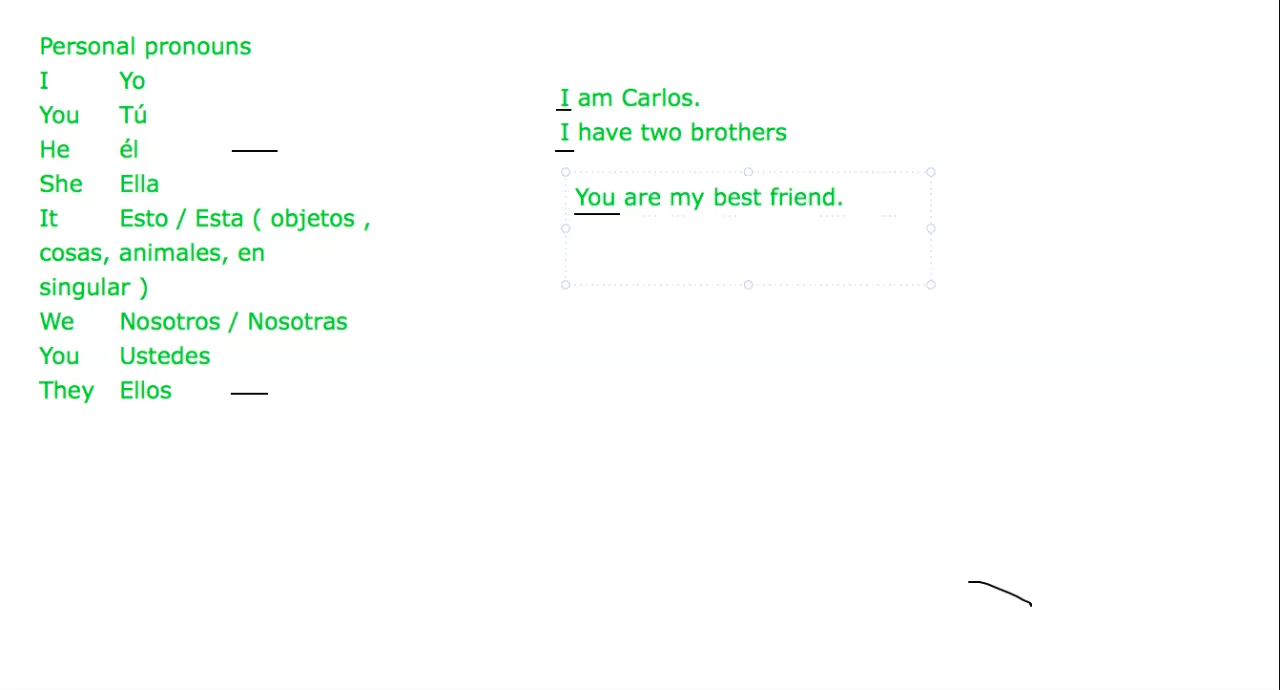 Personal pronouns
I Yo
You Tú
He él
She Ella
It Esto / Esta ( objetos ,
cosas, animales, en
singular )
We Nosotros / Nosotras
You Ustedes
They Ellos
I am Carlos.
I have two brothers
You are my best friend.